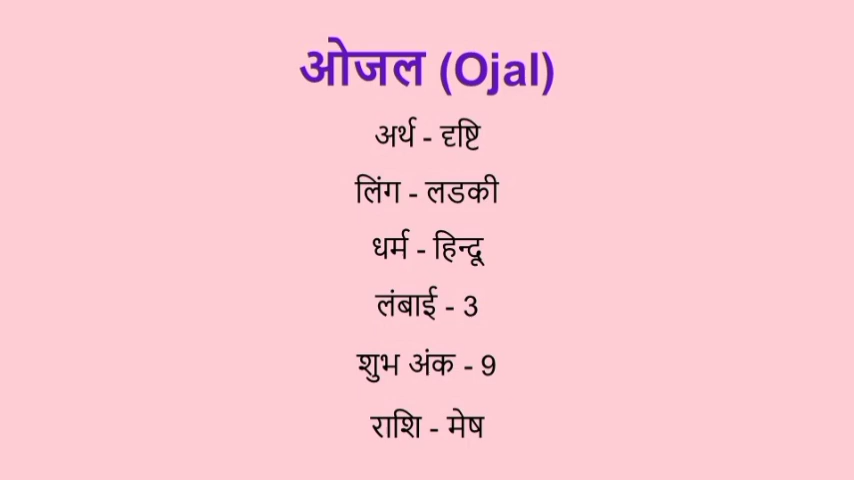 ओजल (Ojal)
अर्थ - दृष्टि
लिंग - लडकी
धर्म - हिन्दू
लंबाई - 3
शुभ अंक - 9
राशि - मेष